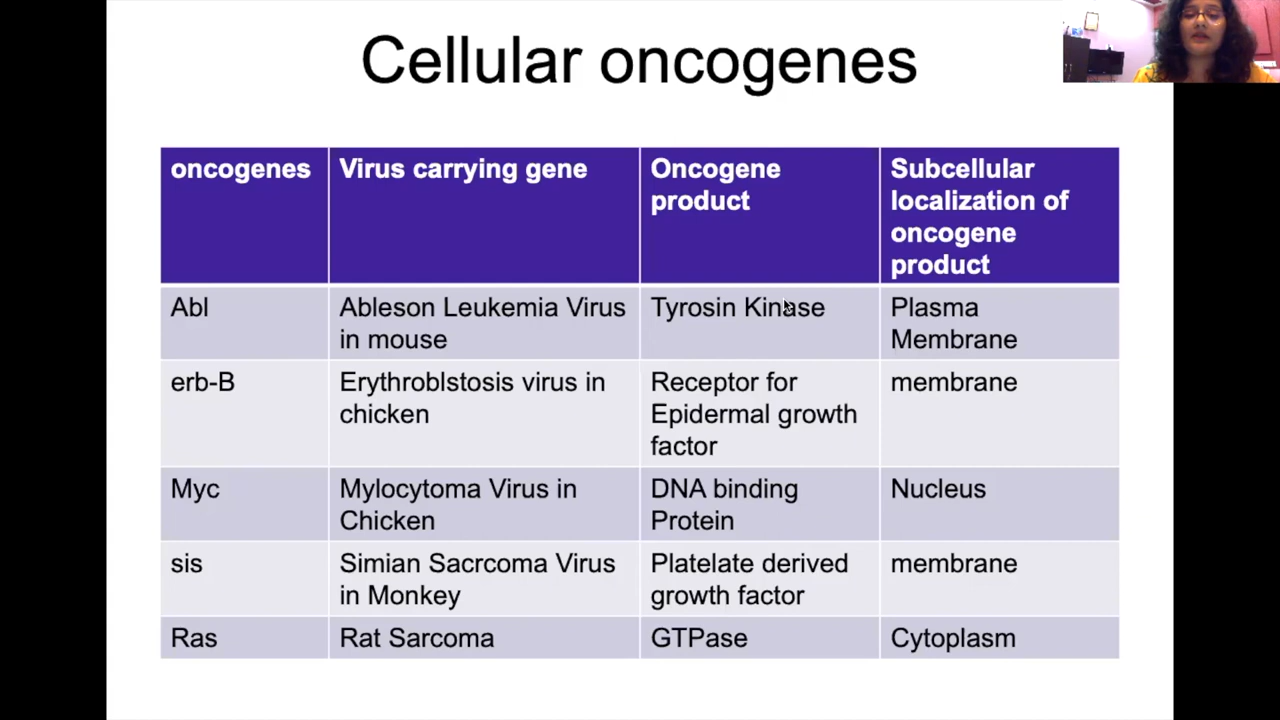 Cellular oncogenes
oncogenes
Virus carrying gene
Oncogene
product
Subcellular
localization of
oncogene
product
Abl
Ableson Leukemia Virus
in mouse
Tyrosin Kinase
Plasma
Membrane
erb-B
Erythroblstosis virus in
chicken
Receptor for
Epidermal growth
factor
membrane
Myc
Mylocytoma Virus in
Chicken
DNA binding
Protein
Nucleus
sis
Simian Sacrcoma Virus
in Monkey
Platelate derived
growth factor
membrane
Ras
Rat Sarcoma
GTPase
Cytoplasm